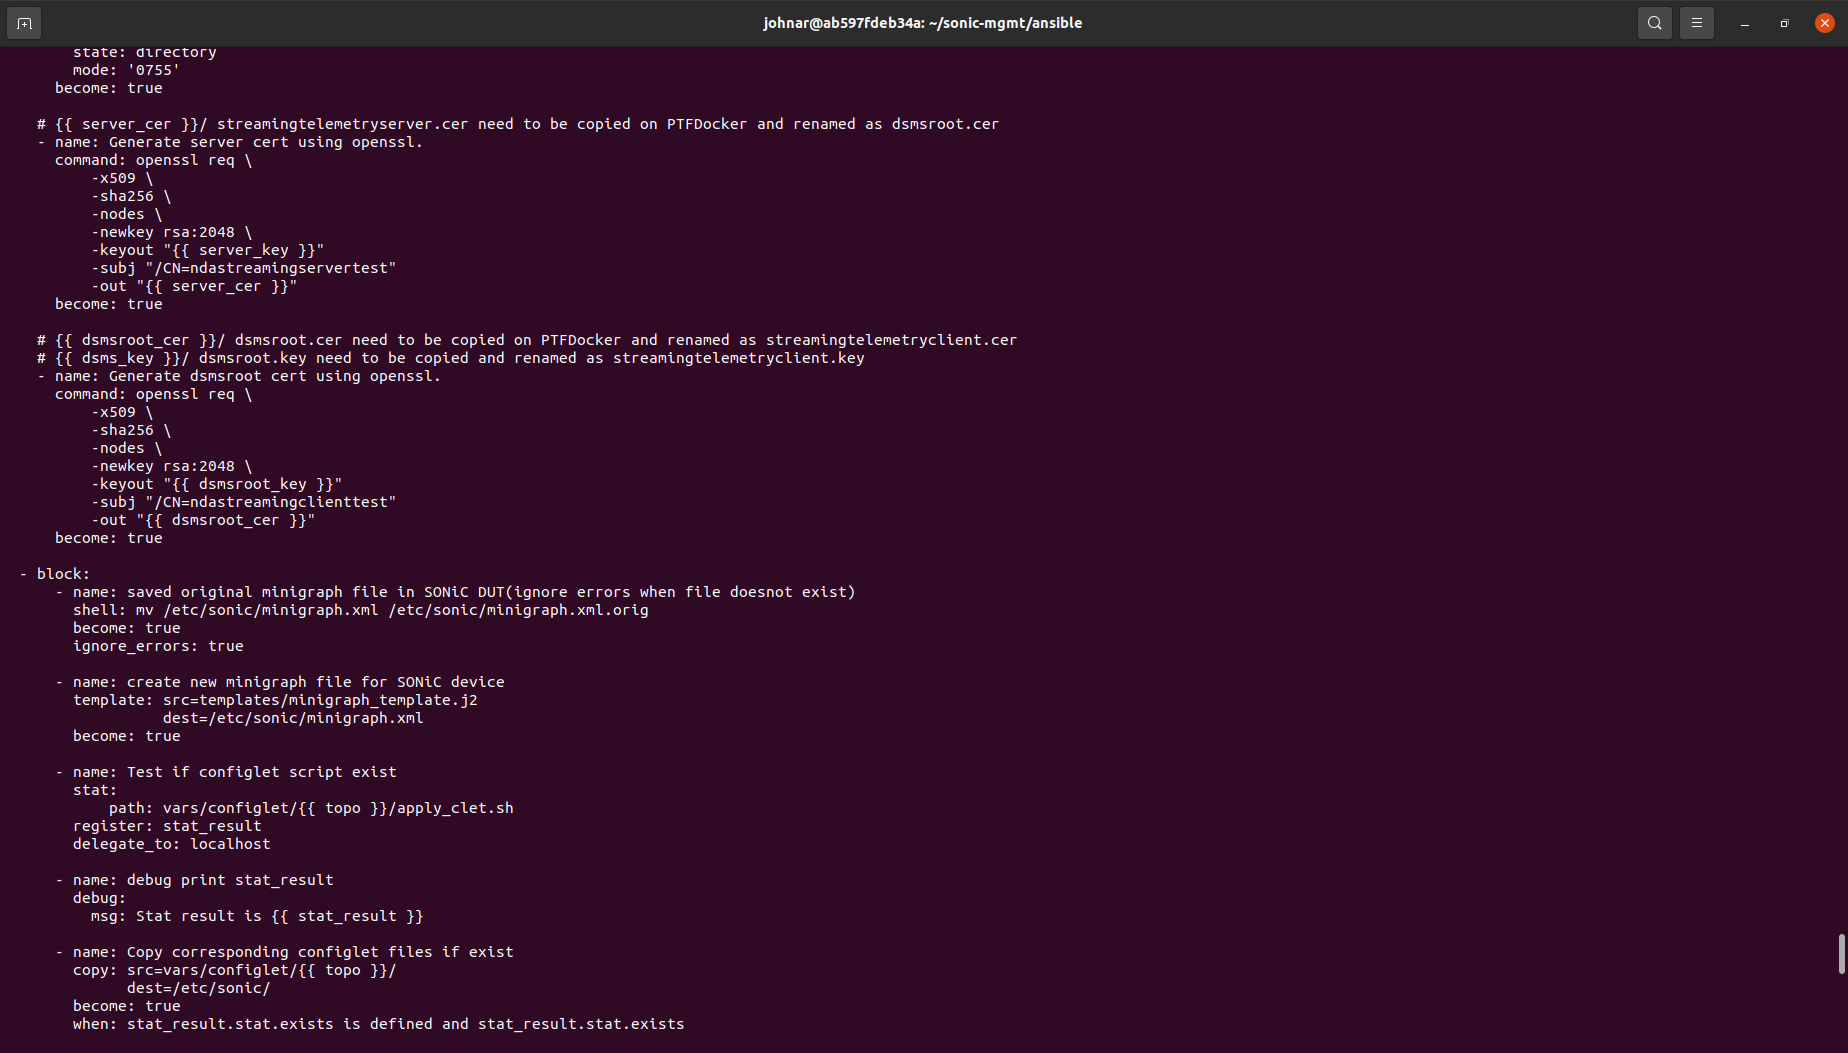 johnar@ab597fdeb34a: ~/sonic-mgmt/ansible
        state: directory
        mode: '0755'
      become: true

    # {{ server_cer }}/ streamingtelemetryserver.cer need to be copied on PTFDocker and renamed as dsmsroot.cer
    - name: Generate server cert using openssl.
      command: openssl req \
          -x509 \
          -sha256 \
          -nodes \
          -newkey rsa:2048 \
          -keyout "{{ server_key }}"
          -subj "/CN=ndastreamingservertest"
          -out "{{ server_cer }}"
      become: true

    # {{ dsmsroot_cer }}/ dsmsroot.cer need to be copied on PTFDocker and renamed as streamingtelemetryclient.cer
    # {{ dsms_key }}/ dsmsroot.key need to be copied and renamed as streamingtelemetryclient.key
    - name: Generate dsmsroot cert using openssl.
      command: openssl req \
          -x509 \
          -sha256 \
          -nodes \
          -newkey rsa:2048 \
          -keyout "{{ dsmsroot_key }}"
          -subj "/CN=ndastreamingclienttest"
          -out "{{ dsmsroot_cer }}"
      become: true

  - block:
      - name: saved original minigraph file in SONiC DUT(ignore errors when file doesnot exist)
        shell: mv /etc/sonic/minigraph.xml /etc/sonic/minigraph.xml.orig
        become: true
        ignore_errors: true

      - name: create new minigraph file for SONiC device
        template: src=templates/minigraph_template.j2
                  dest=/etc/sonic/minigraph.xml
        become: true

      - name: Test if configlet script exist
        stat:
            path: vars/configlet/{{ topo }}/apply_clet.sh
        register: stat_result
        delegate_to: localhost

      - name: debug print stat_result
        debug:
          msg: Stat result is {{ stat_result }}

      - name: Copy corresponding configlet files if exist
        copy: src=vars/configlet/{{ topo }}/
              dest=/etc/sonic/
        become: true
        when: stat_result.stat.exists is defined and stat_result.stat.exists